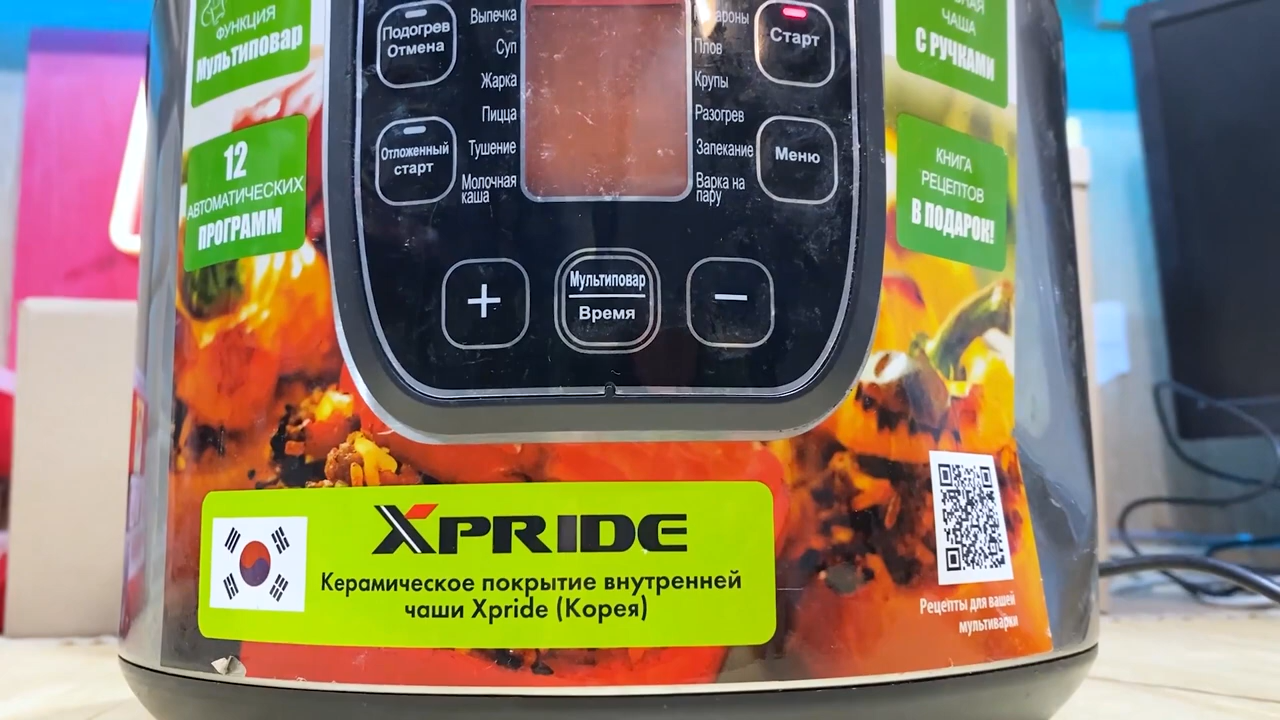 ФУНКЦИЯ
Мультиповар
12
АВТОМАТИЧЕСКИХ
ПРОГРАММ
Подогрев
Отмена
Отложенный
старт
Выпечка
Суп
Жарка
Пицца
Тушение
Молочная
каша
Плов
Крупы
Разогрев
Запекание
Варка на
пару
Старт
Меню
+
Мультиповар
Время
−
ЧАША
С РУЧКАМИ
КНИГА
РЕЦЕПТОВ
В ПОДАРОК!
XPRIDE
Керамическое покрытие внутренней
чаши Xpride (Корея)
Рецепты для вашей
мультиварки